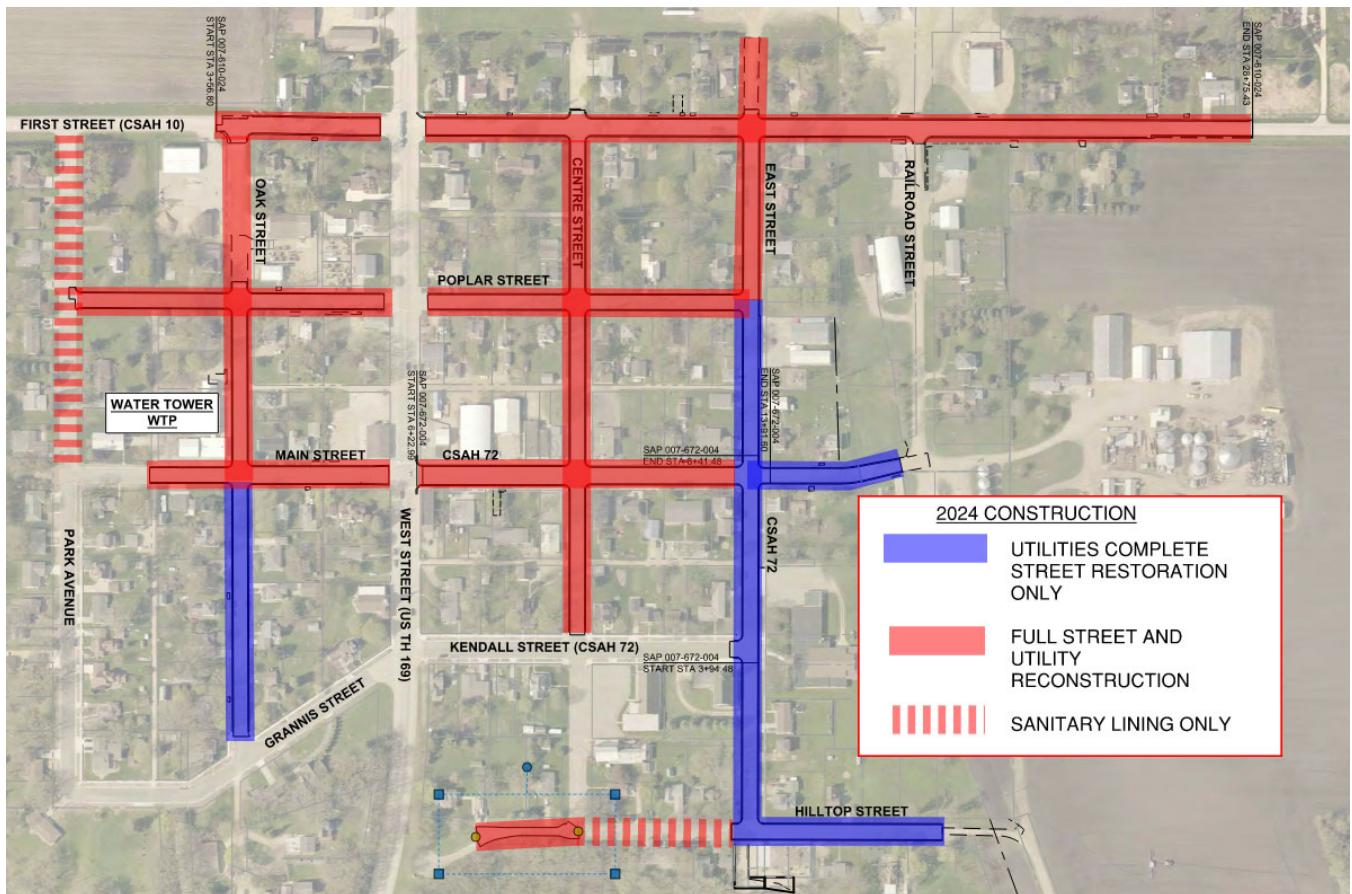 SAP 007-610-024
START STA 3+56.80
SAP 007-610-024
END STA 28+75.43
FIRST STREET (CSAH 10)
OAK STREET
CENTRE STREET
EAST STREET
RAILROAD STREET
POPLAR STREET
WATER TOWER
WTP
SAP 007-672-004
START STA 6+22.99
SAP 007-672-004
END STA 13+91.60
MAIN STREET
CSAH 72
SAP 007-672-004
END STA 6+41.48
PARK AVENUE
WEST STREET (US TH 169)
CSAH 72
2024 CONSTRUCTION
UTILITIES COMPLETE
STREET RESTORATION
ONLY
FULL STREET AND
UTILITY
RECONSTRUCTION
SANITARY LINING ONLY
KENDALL STREET (CSAH 72)
SAP 007-672-004
START STA 3+94.48
GRANNIS STREET
HILLTOP STREET